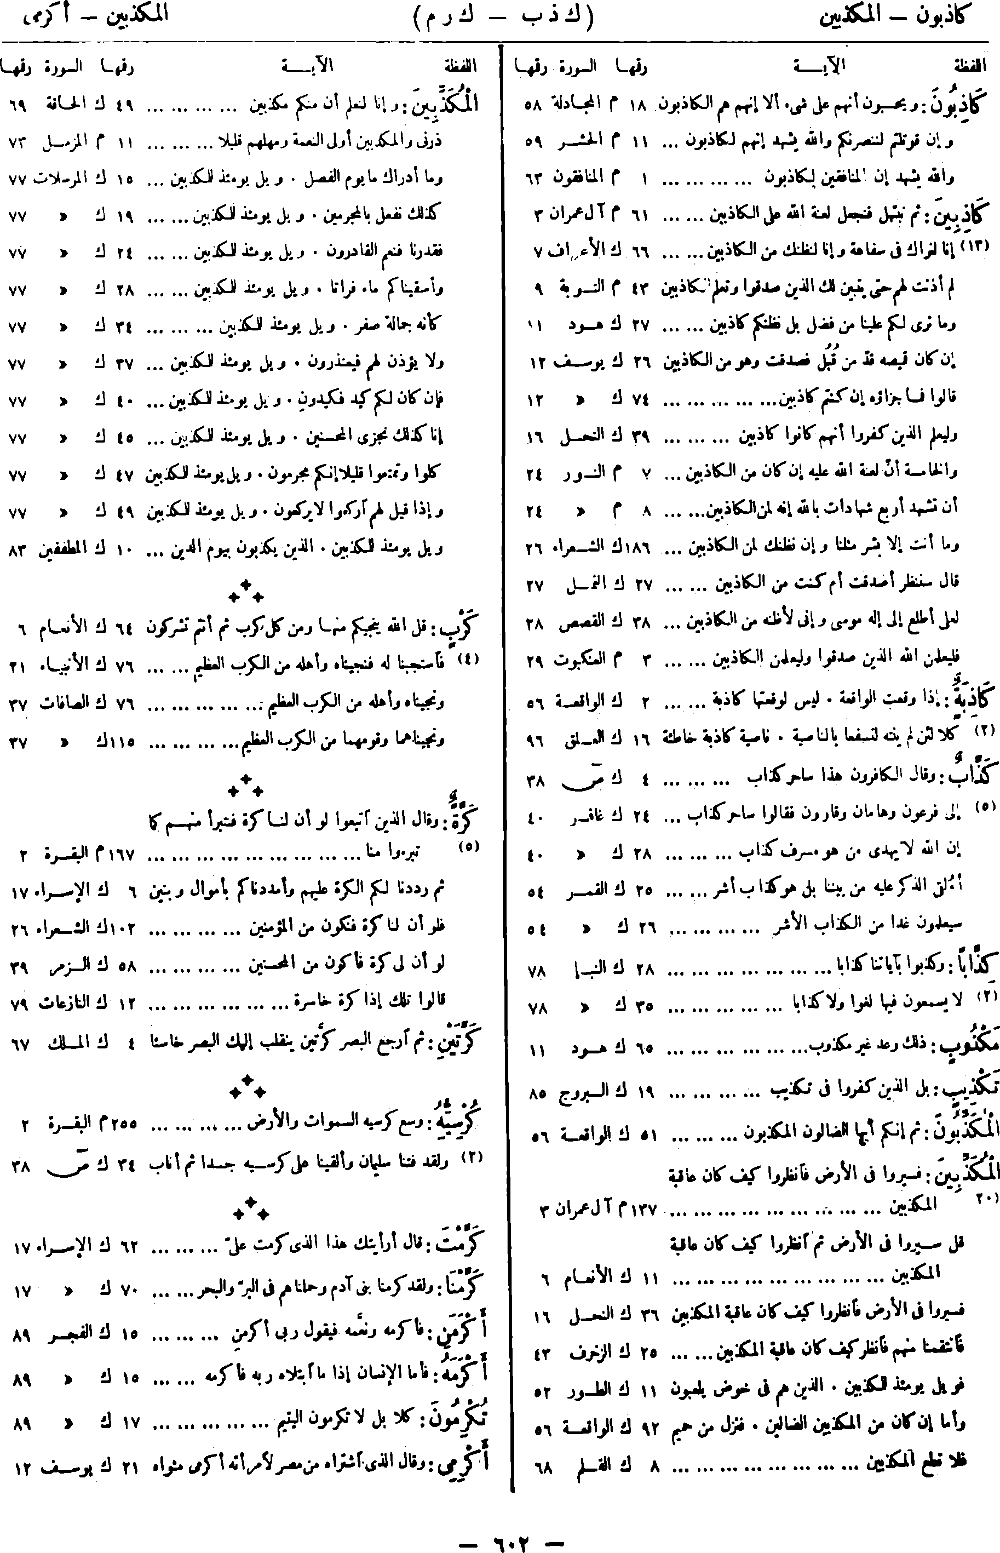 كاذبون – المكذبين (ك ذ ب – ك ر م) المكذبين – أكرمى
اللفظة الآيـــة رقمها السورة رقمها
كَاذِبُونَ: ويحسبون أنهم على شىء ألا إنهم هم الكاذبون ١٨ م المجادلة ٥٨
وإن قوتلتم لننصرنكم والله يشهد إنهم لكاذبون ... ١١ م الحشر ٥٩
والله يشهد إن المنافقين لكاذبون ... ... ... ... ١ م المنافقون ٦٣
كَاذِبِينَ: ثم نبتهل فنجعل لعنة الله على الكاذبين ... ... ٦١ م آل عمران ٣
(١٣) إنا لنراك فى سفاهة وإنا لنظنك من الكاذبين ... ... ٦٦ ك الأعراف ٧
لم أذنت لهم حتى يتبين لك الذين صدقوا وتعلم الكاذبين ٤٣ م التوبة ٩
وما نرى لكم علينا من فضل بل نظنكم كاذبين ... ... ٢٧ ك هود ١١
إن كان قيصه قد من قُبُل فصدقت وهو من الكاذبين ٢٦ ك يوسف ١٢
قالوا فما جزاؤه إن كنتم كاذبين... ... ... ... ... ٧٤ ك » ١٢
وليعلم الذين كفروا أنهم كانوا كاذبين ... ... ... ٣٩ ك النحل ١٦
والخامسة أنّ لعنة الله عليه إن كان من الكاذبين ... ٧ م النور ٢٤
أن تشهد أربع شهادات بالله إنه لمن الكاذبين... ... ٨ م » ٢٤
وما أنت إلا بشر مثلنا وإن نظنك لمن الكاذبين ... ١٨٦ ك الشعراء ٢٦
قال سننظر أصدقت أم كنت من الكاذبين ... ... ٢٧ ك النمل ٢٧
لعلى أطلع إلى إله موسى وإنى لأظنه من الكاذبين ... ٣٨ ك القصص ٢٨
فليعلمن الله الذين صدقوا وليعلمن الكاذبين ... ... ٣ م العنكبوت ٢٩
كَاذِبَةٌ: إذا وقعت الواقعة ٠ ليس لوقعتها كاذبة ... ... ٢ ك الواقعة ٥٦
(٢) كلا لئن لم ينته لنسفعا بالناصية ٠ ناصية كاذبة خاطئة ١٦ ك العلق ٩٦
كَذَّابٌ: وقال الكافرون هذا ساحر كذاب ... ... ... ٤ ك صٓ ٣٨
(٥) إلى فرعون وهامان وقارون فقالوا ساحر كذاب ... ٢٤ ك غافر ٤٠
إن الله لا يهدى من هو مسرف كذاب ... ... ... ٢٨ ك » ٤٠
أءُلقى الذكر عليه من بيننا بل هو كذاب أشر ... ... ٢٥ ك القمر ٥٤
سيعلمون غدا من الكذاب الأشر ... ... ... ... ٢٦ ك » ٥٤
كِذَّاباً: وكذبوا بآياتنا كذابا ... ... ... ... ... ... ٢٨ ك النبإ ٧٨
(٢) لا يسمعون فيها لغوا ولا كذابا ... ... ... ... ٣٥ ك » ٧٨
مَكْذُوبٍ: ذلك وعد غير مكذوب... ... ... ... ... ... ٦٥ ك هود ١١
تَكْذِيبٍ: بل الذين كفروا فى تكذيب ... ... ... ... ١٩ ك البروج ٨٥
الْمُكَذِّبُونَ: ثم إنكم أيها الضالون المكذبون ... ... ... ٥١ ك الواقعة ٥٦
الْمُكَذِّبِينَ: فسيروا فى الأرض فانظروا كيف كان عاقبة
(٢٠ المكذبين ... ... ... ... ... ... ... ... ١٣٧ م آل عمران ٣
قل سيروا فى الأرض ثم انظروا كيف كان عاقبة
المكذبين ... ... ... ... ... ... ... ... ١١ ك الأنعام ٦
فسيروا فى الأرض فانظروا كيف كان عاقبة المكذبين ٣٦ ك النحل ١٦
فانتقمنا منهم فانظر كيف كان عاقبة المكذبين... ... ٢٥ ك الزخرف ٤٣
فويل يومئذ للمكذبين ٠ الذين هم فى خوض يلعبون ١١ ك الطور ٥٢
وأما إن كان من المكذبين الضالين ٠ فنزل من حميم ٩٢ ك الواقعة ٥٦
فلا تطع المكذبين ... ... ... ... ... ... ... ٨ ك القلم ٦٨
اللفظة الآيـــة رقمها السورة رقمها
الْمُكَذِّبِينَ: وإنا لنعلم أن منكم مكذبين ... ... ... ... ٤٩ ك الحاقة ٦٩
ذرنى والمكذبين أولى النعمة ومهلهم قليلا ... ... ... ١١ م المزمل ٧٣
وما أدراك ما يوم الفصل ٠ ويل يومئذ للمكذبين ... ١٥ ك المرسلات ٧٧
كذلك نفعل بالمجرمين ٠ ويل يومئذ للمكذبين ... ... ١٩ ك » ٧٧
فقدرنا فنعم القادرون ٠ ويل يومئذ للمكذبين ... ... ٢٤ ك » ٧٧
وأسقيناكم ماء فراتا ٠ ويل يومئذ للمكذبين ... ... ٢٨ ك » ٧٧
كأنه جمالة صفر ٠ ويل يومئذ للمكذبين ... ... ... ٣٤ ك » ٧٧
ولا يؤذن لهم فيعتذرون ٠ ويل يومئذ للمكذبين ... ٣٧ ك » ٧٧
فإن كان لكم كيد فكيدون ٠ ويل يومئذ للمكذبين ... ٤٠ ك » ٧٧
إنا كذلك نجزى المحسنين ٠ ويل يومئذ للمكذبين ... ٤٥ ك » ٧٧
كلوا وتمتعوا قليلا إنكم مجرمون ٠ ويل يومئذ للمكذبين ٤٧ ك » ٧٧
وإذا قيل لهم اركعوا لا يركعون ٠ ويل يومئذ للمكذبين ٤٩ ك » ٧٧
ويل يومئذ للمكذبين ٠ الذين يكذبون بيوم الدين ... ١٠ ك المطففين ٨٣
كَرْبٍ: قل الله ينجيكم منها ومن كل كرب ثم أنتم تشركون ٦٤ ك الأنعام ٦
(٤) فاستجبنا له فنجيناه وأهله من الكرب العظيم ... ... ٧٦ ك الأنبياء ٢١
ونجيناه وأهله من الكرب العظيم ... ... ... ... ... ٧٦ ك الصافات ٣٧
ونجيناهما وقومهما من الكرب العظيم... ... ... ... ١١٥ ك » ٣٧
كَرَّةٌ: وقال الذين اتبعوا لو أن لنا كرة فنتبرأ منهم كما
(٥) تبرءوا منا ... ... ... ... ... ... ... ... ... ١٦٧ م البقرة ٢
ثم رددنا لكم الكرة عليهم وأمددناكم بأموال وبنين ٦ ك الإسراء ١٧
فلو أن لنا كرة فنكون من المؤمنين ... ... ... ... ١٠٢ ك الشعراء ٢٦
لو أن لى كرة فأكون من المحسنين ... ... ... ... ٥٨ ك الزمر ٣٩
قالوا تلك إذا كرة خاسرة ... ... ... ... ... ... ١٢ ك النازعات ٧٩
كَرَّتَيْنِ: ثم ارجع البصر كرَّتين ينقلب إليك البصر خاسئا ٤ ك الملك ٦٧
كُرْسِيُّهُ: وسع كرسيه السموات والأرض ... ... ... ... ... ٢٥٥ م البقرة ٢
(٢) ولقد فتنا سليمان وألقينا على كرسيه جسدا ثم أناب ٣٤ ك صٓ ٣٨
كَرَّمْتَ: قال أرأيتك هذا الذى كرمت علىّ ... ... ... ٦٢ ك الإسراء ١٧
كَرَّمْنَا: ولقد كرمنا بنى آدم وحملناهم فى البرّ والبحر ... ... ٧٠ ك » ١٧
أَكْرَمَنِ: فأكرمه ونعَّمه فيقول ربى أكرمن ... ... ... ١٥ ك الفجر ٨٩
أَكْرَمَهُ: فأما الإنسان إذا ما ابتلاه ربه فأكرمه ... ... ١٥ ك » ٨٩
تُكْرِمُونَ: كلا بل لا تكرمون اليتيم ... ... ... ... ... ١٧ ك » ٨٩
أَكْرِمِى: وقال الذى اشتراه من مصر لامرأته أكرمى مثواه ٢١ ك يوسف ١٢
— ٦٠٢ —